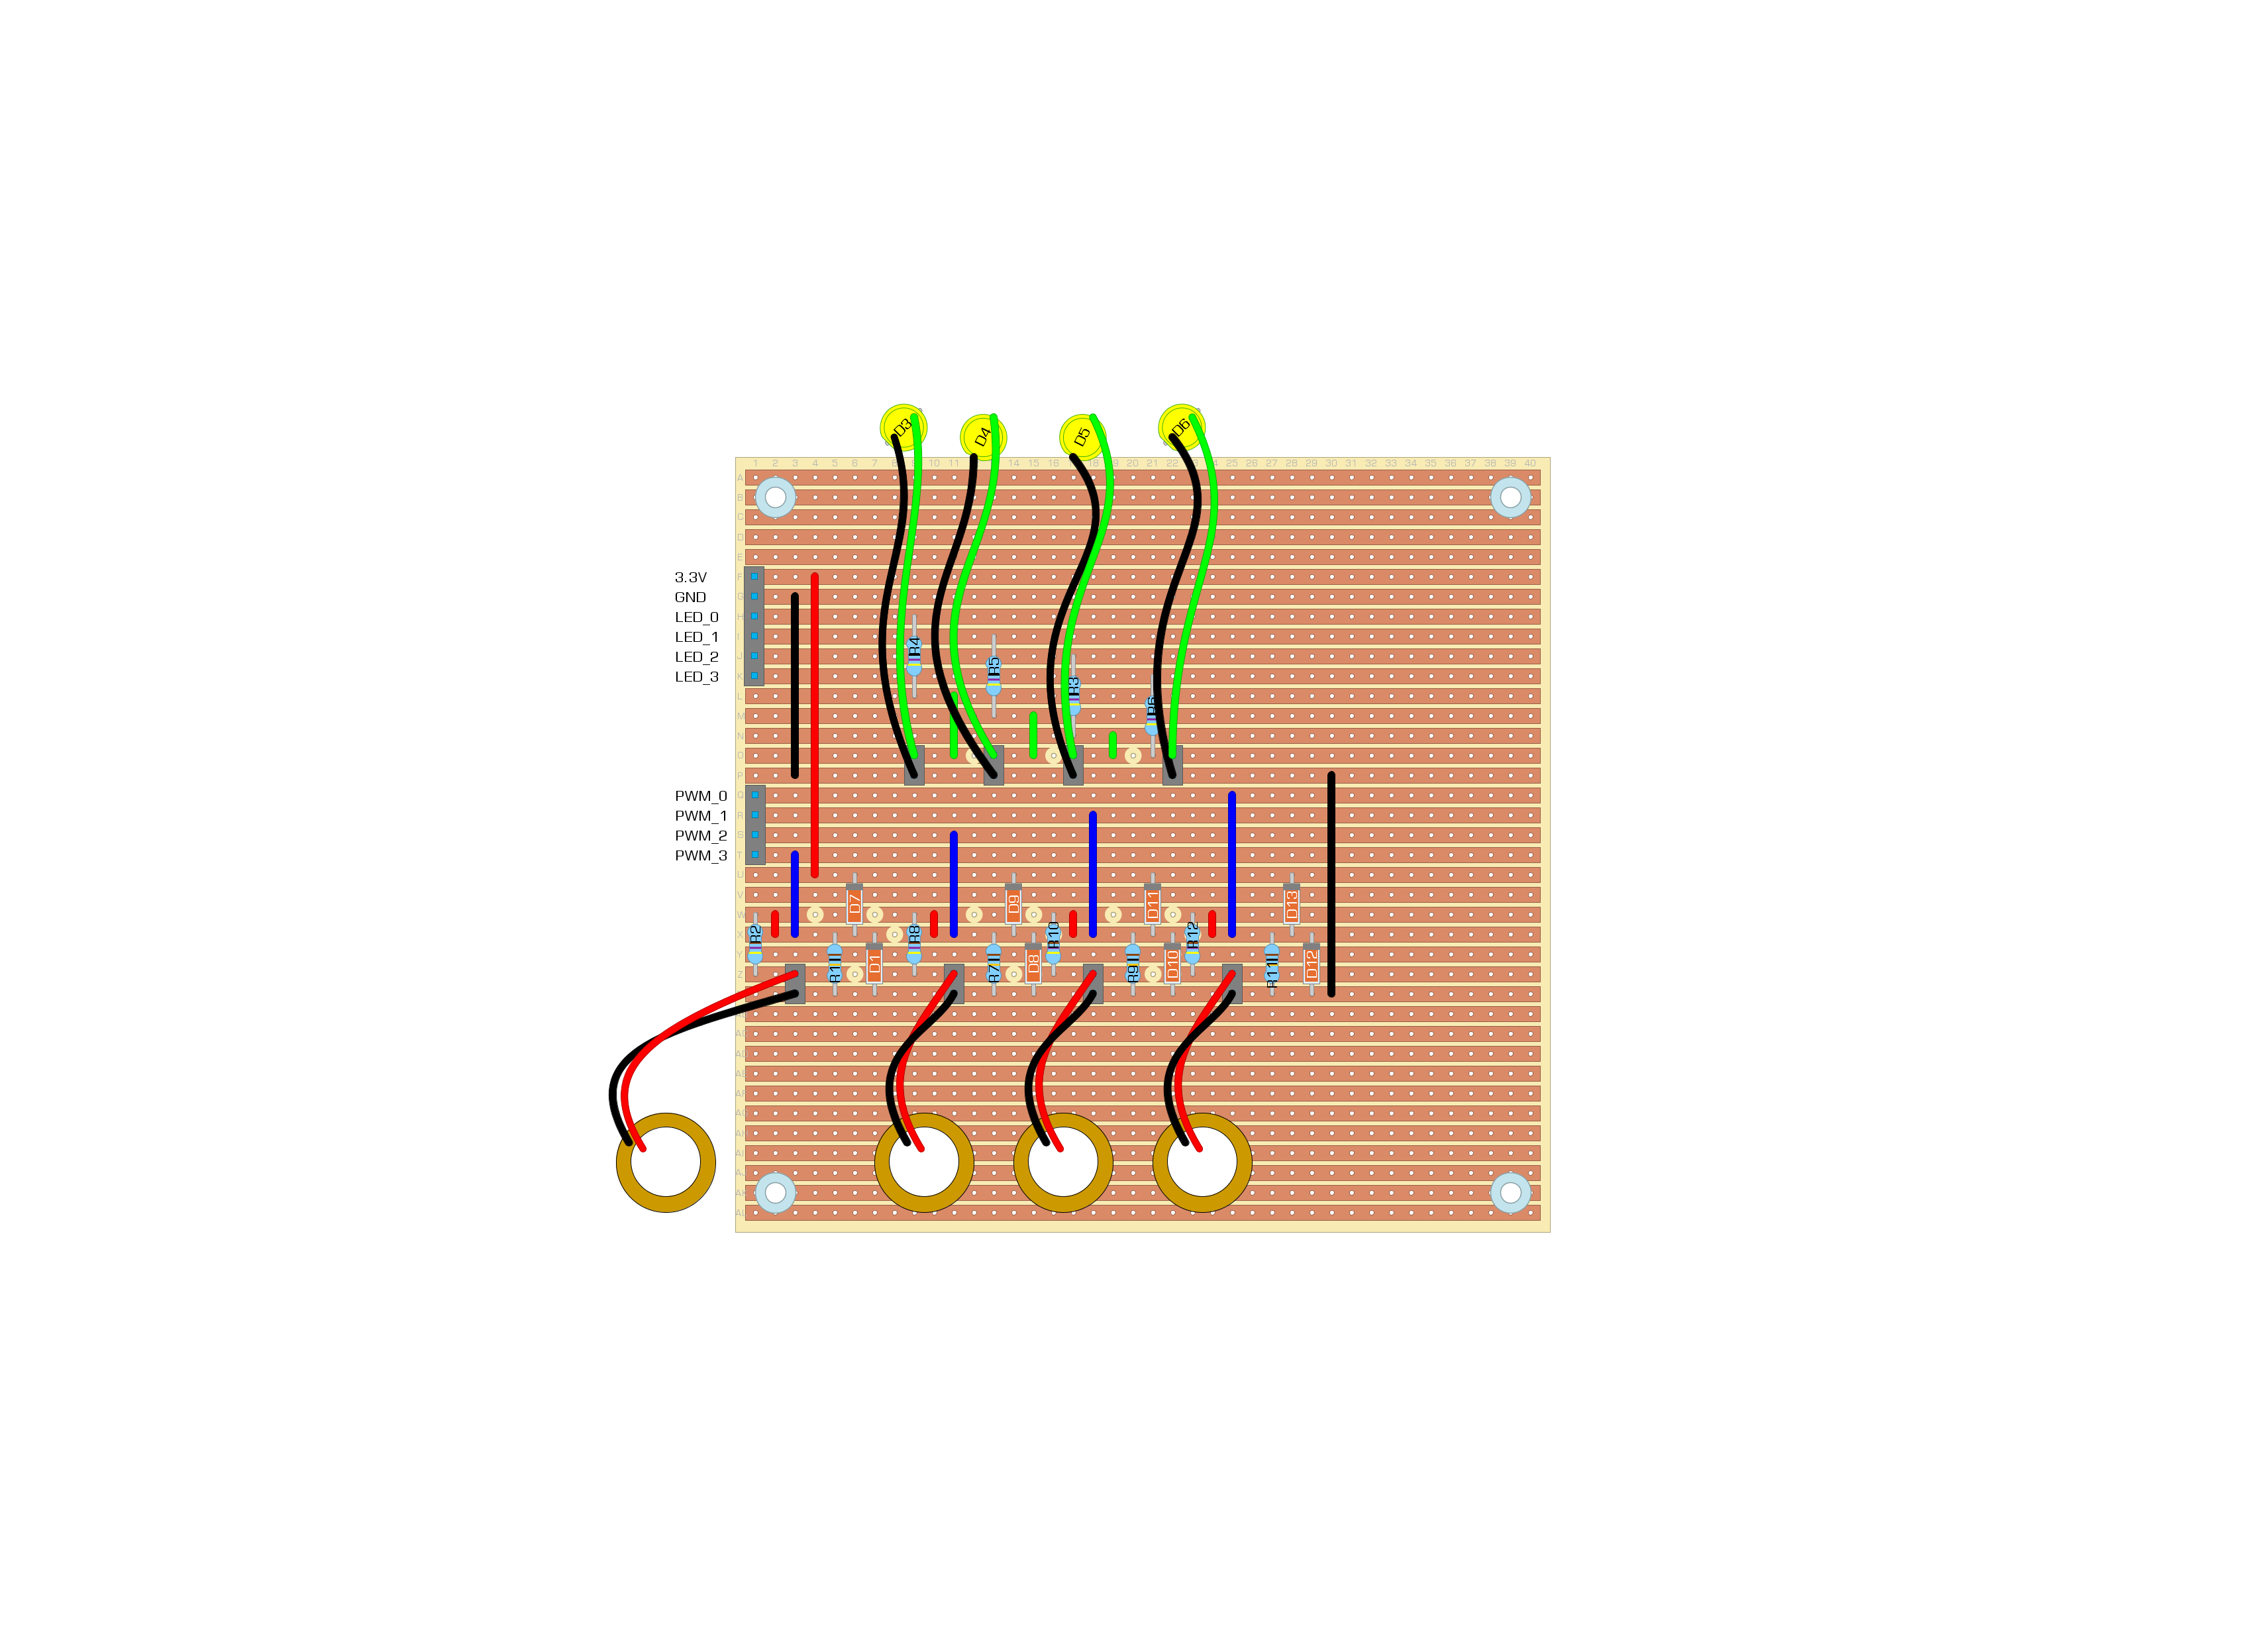 D3 D4 D5 D6
1 2 3 4 5 6 7 8 10 11 14 15 16 18 19 20 21 22 25 26 27 28 29 30 31 32 33 34 35 36 37 38 39 40
A
B
C
D
E
3.3V F
GND G
LED_0 H
LED_1 I R4
LED_2 J R5
LED_3 K R3
L
M R6
N
O
P
PWM_0 Q
PWM_1 R
PWM_2 S
PWM_3 T
U
V D7 D9 D11 D13
W
X R2 R8 R10 R12
Y R1 D1 R7 D8 R9 D10 R11 D12
Z